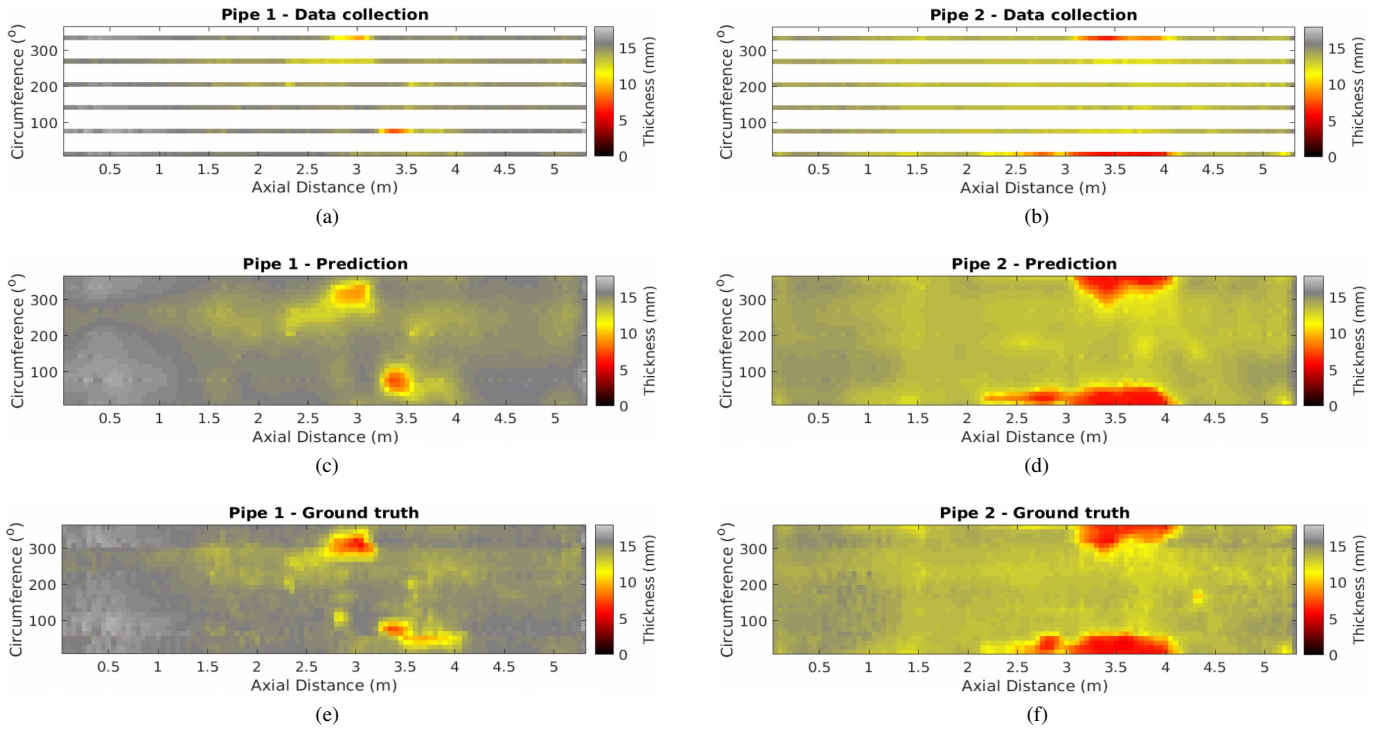 Pipe 1 - Data collection
Circumference (°)
300
200
100
0.5 1 1.5 2 2.5 3 3.5 4 4.5 5
Axial Distance (m)
15
10
5
0
Thickness (mm)
(a)
Pipe 2 - Data collection
Circumference (°)
300
200
100
0.5 1 1.5 2 2.5 3 3.5 4 4.5 5
Axial Distance (m)
15
10
5
0
Thickness (mm)
(b)
Pipe 1 - Prediction
Circumference (°)
300
200
100
0.5 1 1.5 2 2.5 3 3.5 4 4.5 5
Axial Distance (m)
15
10
5
0
Thickness (mm)
(c)
Pipe 2 - Prediction
Circumference (°)
300
200
100
0.5 1 1.5 2 2.5 3 3.5 4 4.5 5
Axial Distance (m)
15
10
5
0
Thickness (mm)
(d)
Pipe 1 - Ground truth
Circumference (°)
300
200
100
0.5 1 1.5 2 2.5 3 3.5 4 4.5 5
Axial Distance (m)
15
10
5
0
Thickness (mm)
(e)
Pipe 2 - Ground truth
Circumference (°)
300
200
100
0.5 1 1.5 2 2.5 3 3.5 4 4.5 5
Axial Distance (m)
15
10
5
0
Thickness (mm)
(f)